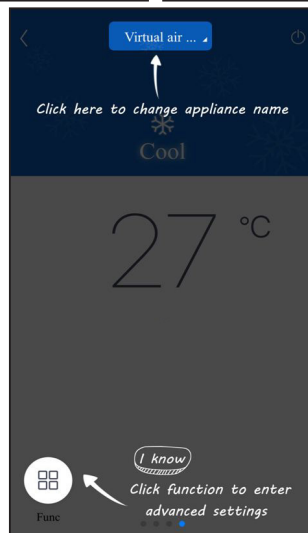 Virtual air ...
Click here to change appliance name
Cool
27 °C
I know
Click function to enter
advanced settings
Func